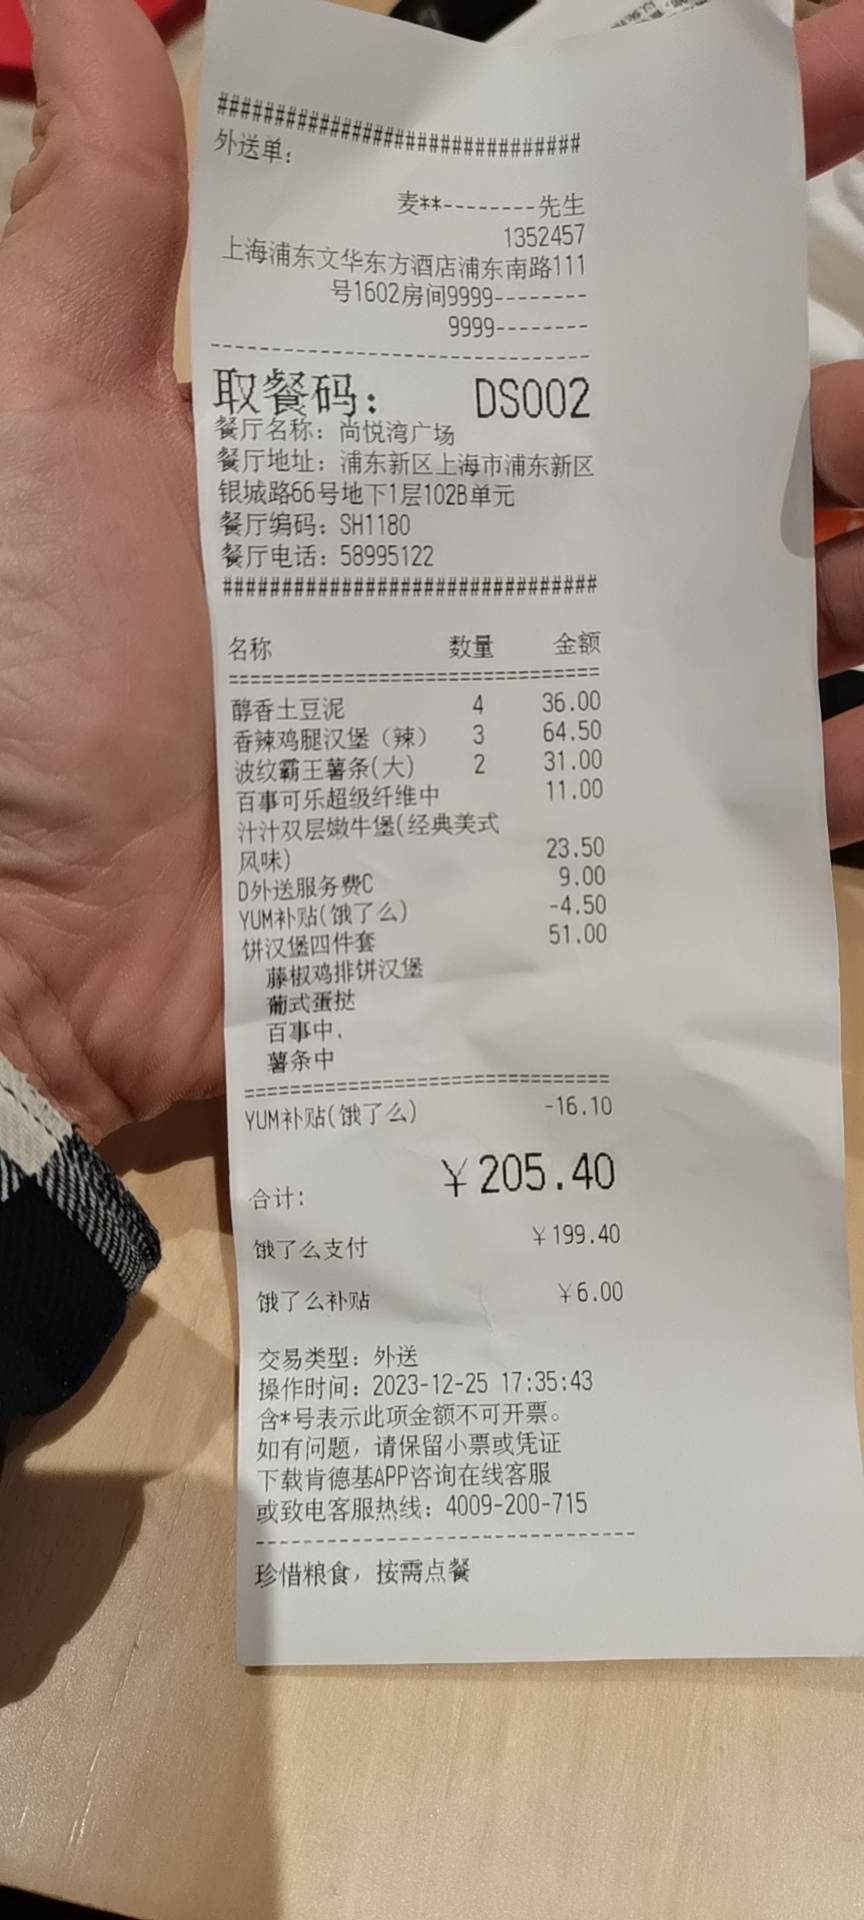 ###############################
外送单:
麦**--------先生
1352457
上海浦东文华东方酒店浦东南路111
号1602房间9999--------
9999--------
-------------------------------
取餐码: DS002
餐厅名称: 尚悦湾广场
餐厅地址: 浦东新区上海市浦东新区
银城路66号地下1层102B单元
餐厅编码: SH1180
餐厅电话: 58995122
################################
名称 数量 金额
================================
醇香土豆泥 4 36.00
香辣鸡腿汉堡（辣） 3 64.50
波纹霸王薯条(大) 2 31.00
百事可乐超级纤维中 11.00
汁汁双层嫩牛堡(经典美式
风味) 23.50
D外送服务费C 9.00
YUM补贴(饿了么) -4.50
饼汉堡四件套 51.00
藤椒鸡排饼汉堡
葡式蛋挞
百事中.
薯条中
================================
YUM补贴(饿了么) -16.10
合计: ￥205.40
饿了么支付 ￥199.40
饿了么补贴 ￥6.00
交易类型: 外送
操作时间: 2023-12-25 17:35:43
含*号表示此项金额不可开票。
如有问题, 请保留小票或凭证
下载肯德基APP咨询在线客服
或致电客服热线: 4009-200-715
--------------------------------
珍惜粮食, 按需点餐